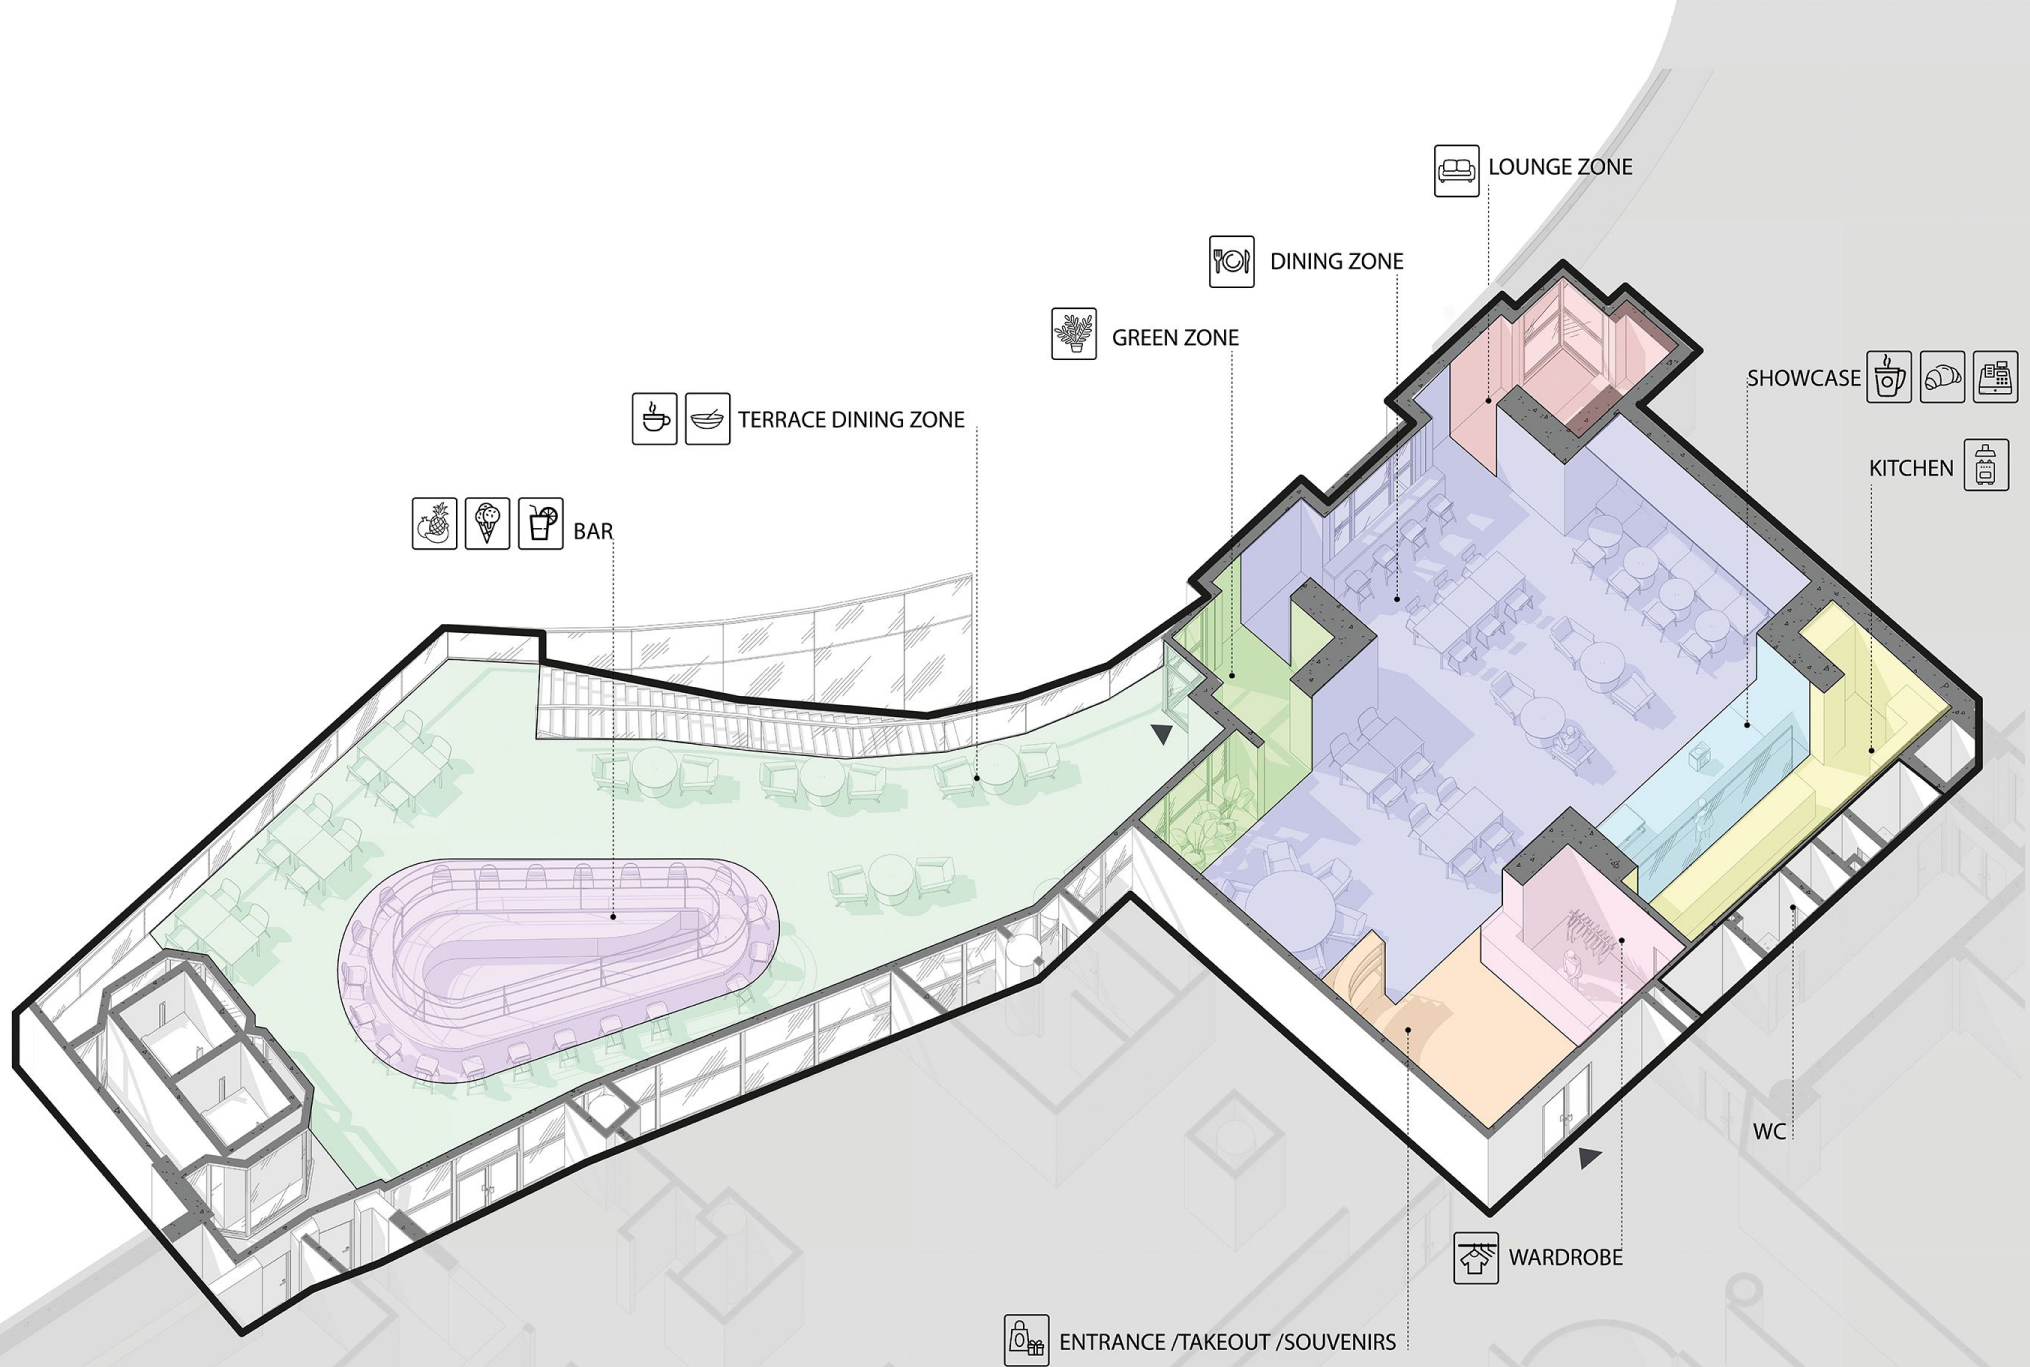 LOUNGE ZONE
DINING ZONE
GREEN ZONE
SHOWCASE
TERRACE DINING ZONE
KITCHEN
BAR
WC
WARDROBE
ENTRANCE /TAKEOUT /SOUVENIRS